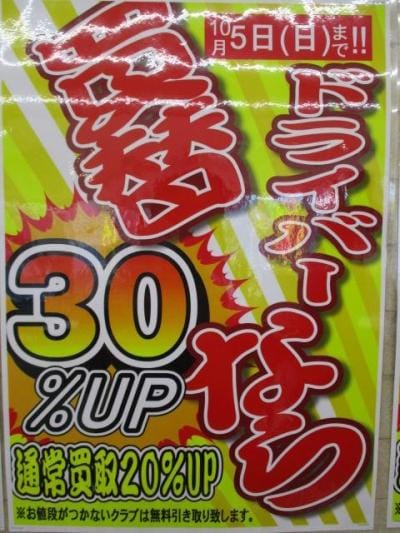 10月5日(日)まで!!
ドライバーなら
買替
30
%UP
通常買取20%UP
※お値段がつかないクラブは無料引き取り致します。